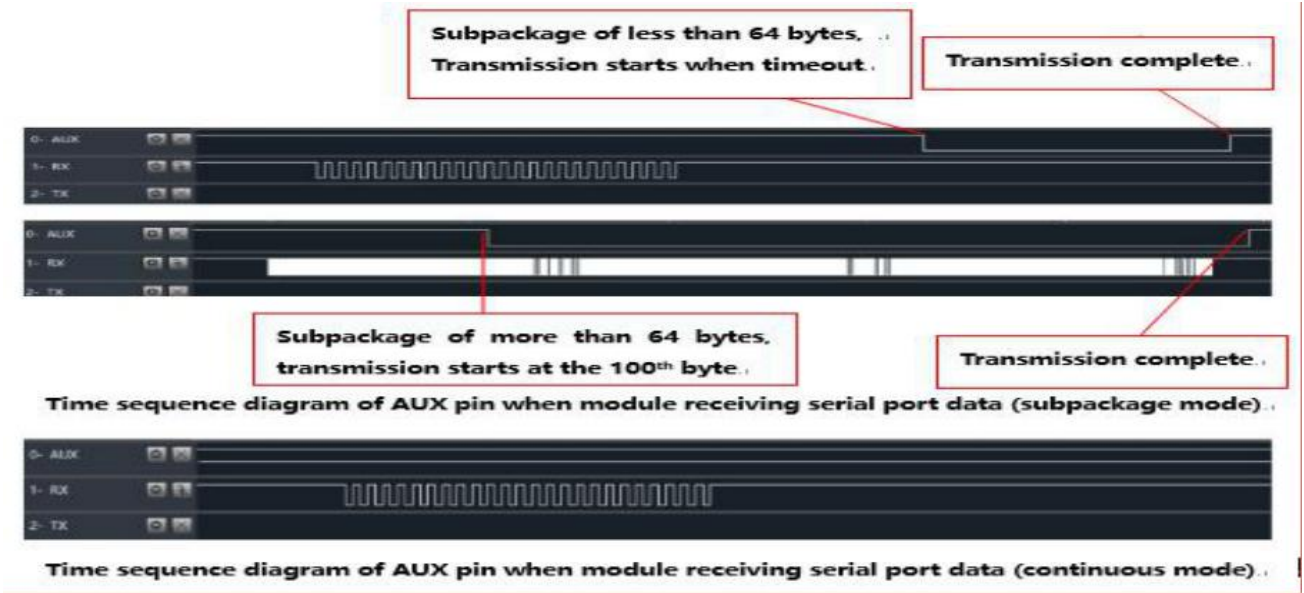 Subpackage of less than 64 bytes,
Transmission starts when timeout.
Transmission complete.
0- AUX
1- RX
2- TX
0- AUX
1- RX
2- TX
Subpackage of more than 64 bytes,
transmission starts at the 100th byte.
Transmission complete.
Time sequence diagram of AUX pin when module receiving serial port data (subpackage mode).
0- AUX
1- RX
2- TX
Time sequence diagram of AUX pin when module receiving serial port data (continuous mode).